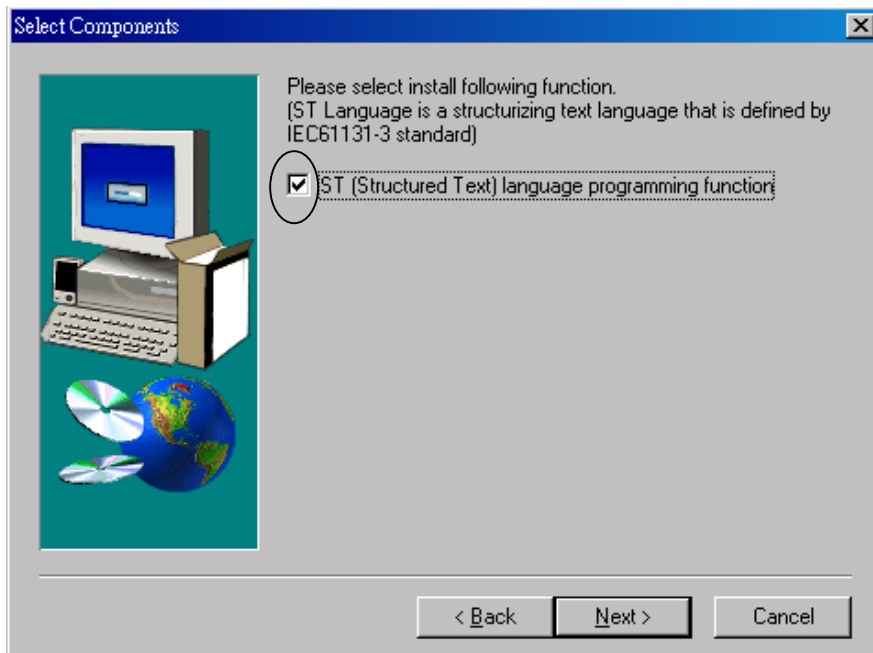 Select Components
Please select install following function.
(ST Language is a structurizing text language that is defined by
IEC61131-3 standard)
ST (Structured Text) language programming function
< Back
Next >
Cancel